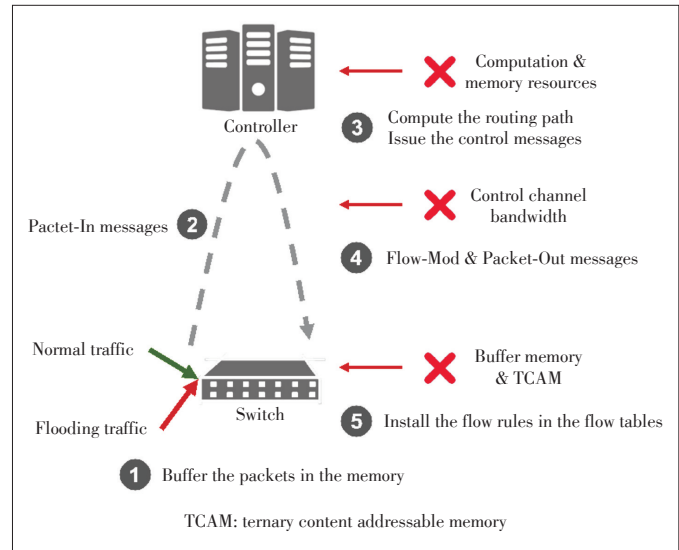 Computation &
memory resources
Controller
3 Compute the routing path
Issue the control messages
Control channel
bandwidth
Pactet-In messages 2
4 Flow-Mod & Packet-Out messages
Normal traffic
Buffer memory
& TCAM
Switch
Flooding traffic
5 Install the flow rules in the flow tables
1 Buffer the packets in the memory
TCAM: ternary content addressable memory